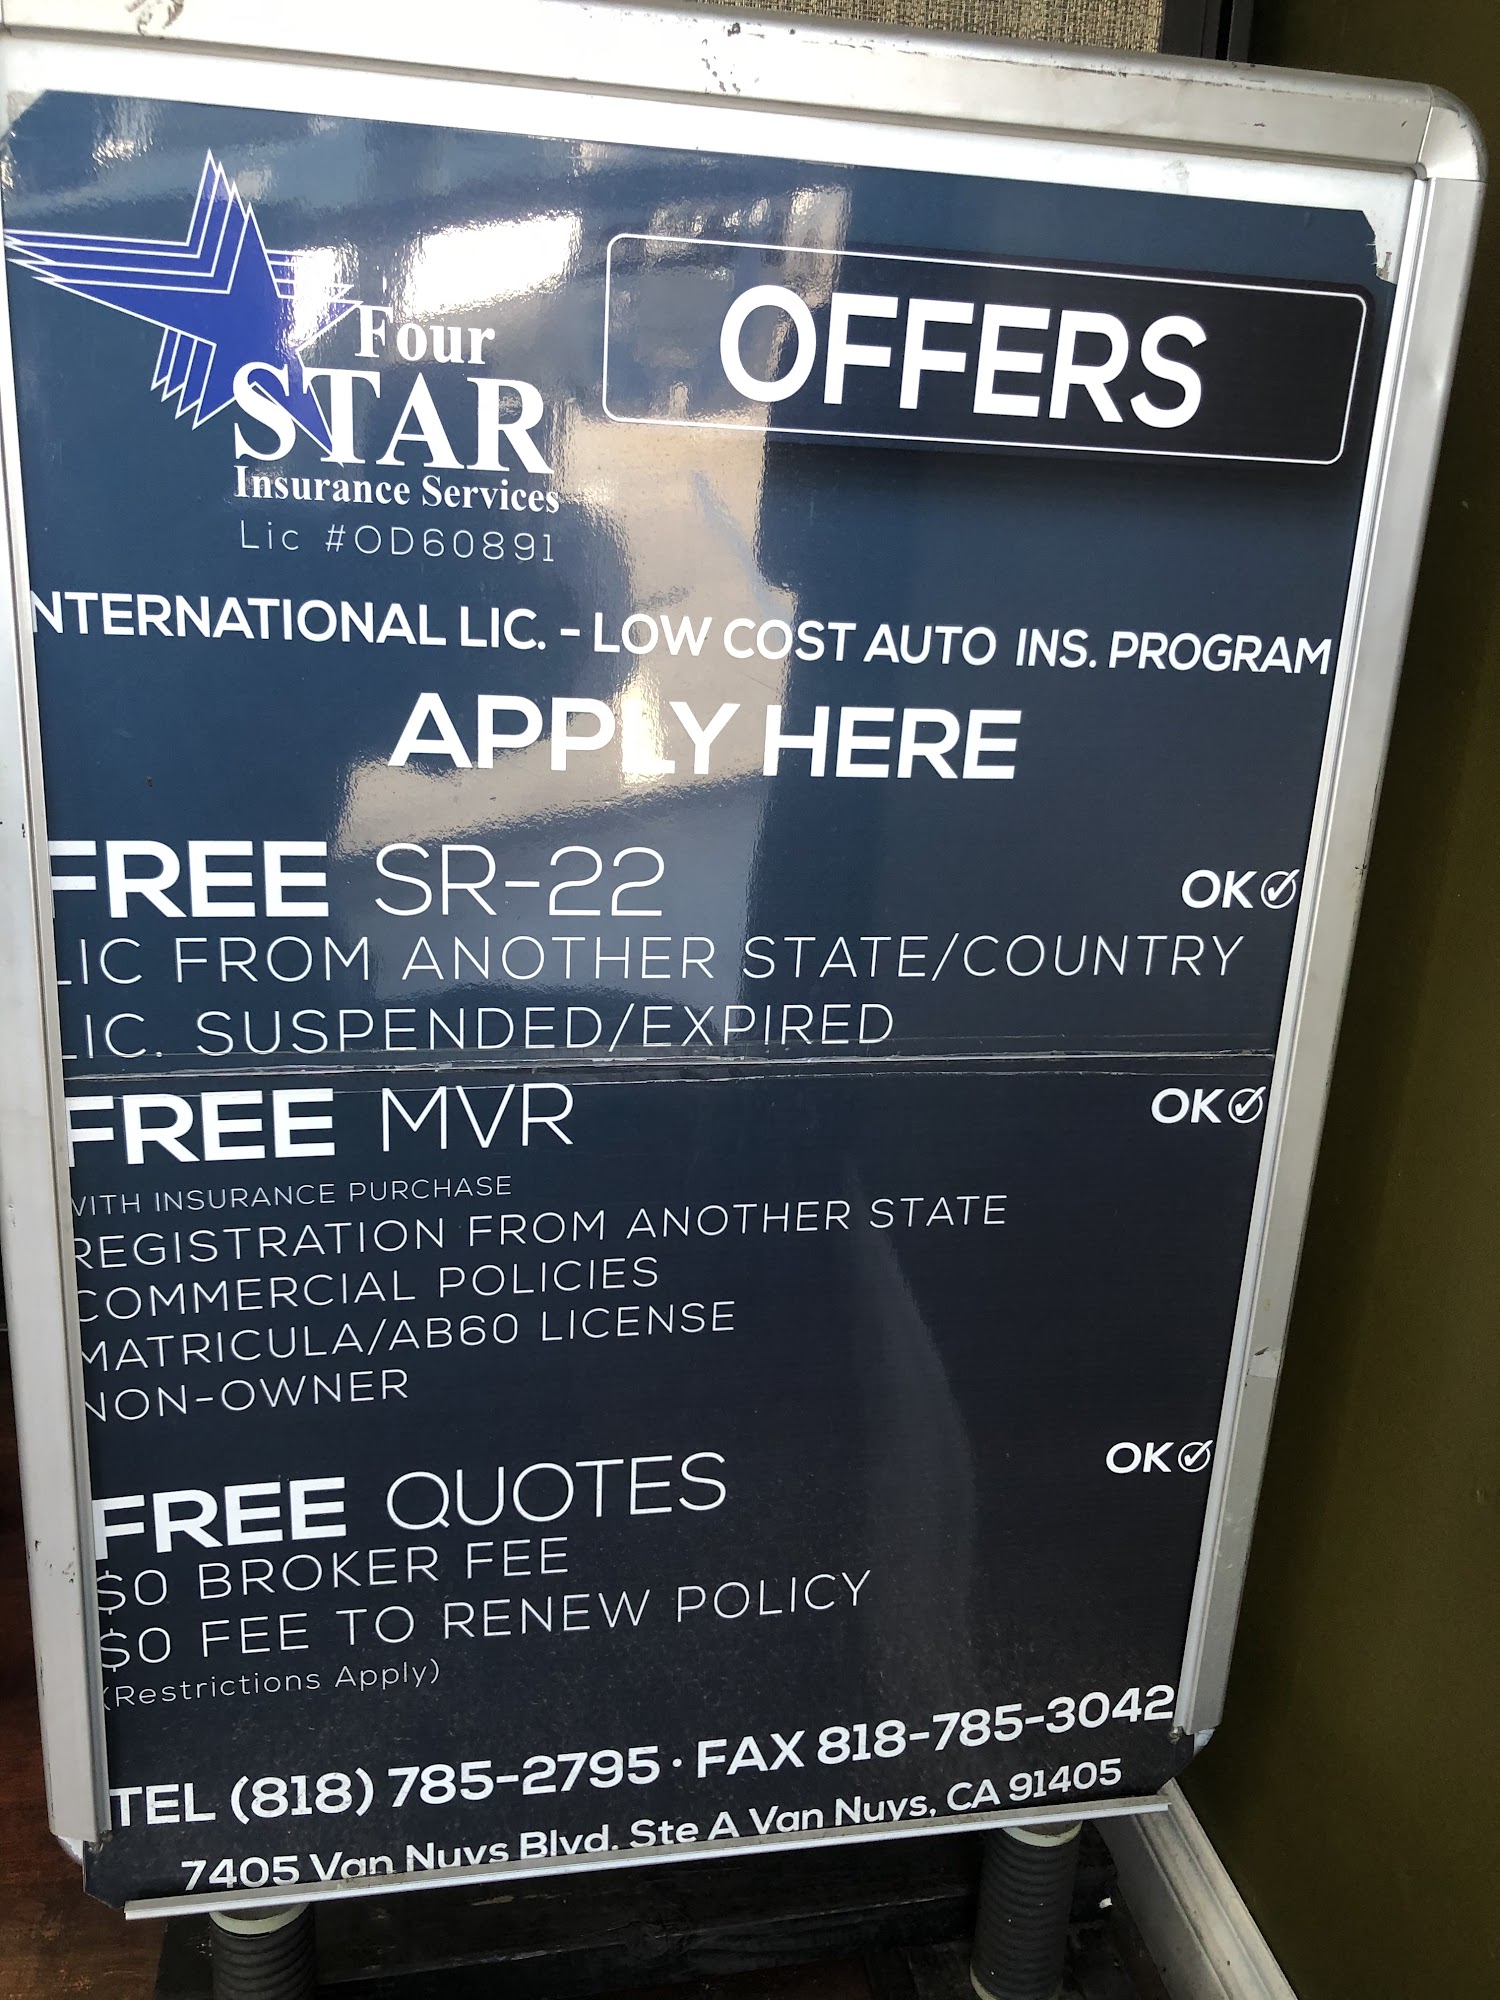 Four
STAR
Insurance Services
Lic #OD60891
OFFERS
NTERNATIONAL LIC. - LOW COST AUTO INS. PROGRAM
APPLY HERE
FREE SR-22 OK
LIC FROM ANOTHER STATE/COUNTRY
LIC. SUSPENDED/EXPIRED
FREE MVR OK
WITH INSURANCE PURCHASE
REGISTRATION FROM ANOTHER STATE
COMMERCIAL POLICIES
MATRICULA/AB60 LICENSE
NON-OWNER
FREE QUOTES OK
$0 BROKER FEE
$0 FEE TO RENEW POLICY
(Restrictions Apply)
TEL (818) 785-2795 · FAX 818-785-3042
7405 Van Nuys Blvd. Ste A Van Nuys, CA 91405